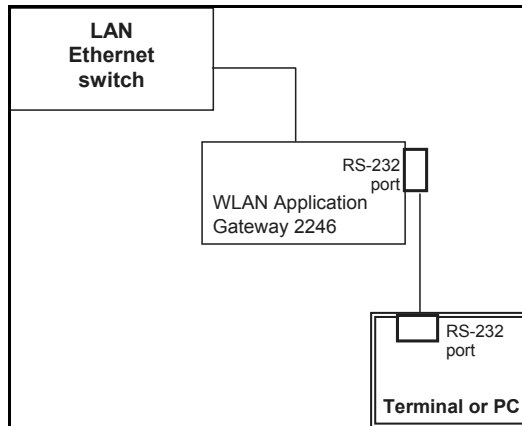 LAN
Ethernet
switch
RS-232
port
WLAN Application
Gateway 2246
RS-232
port
Terminal or PC